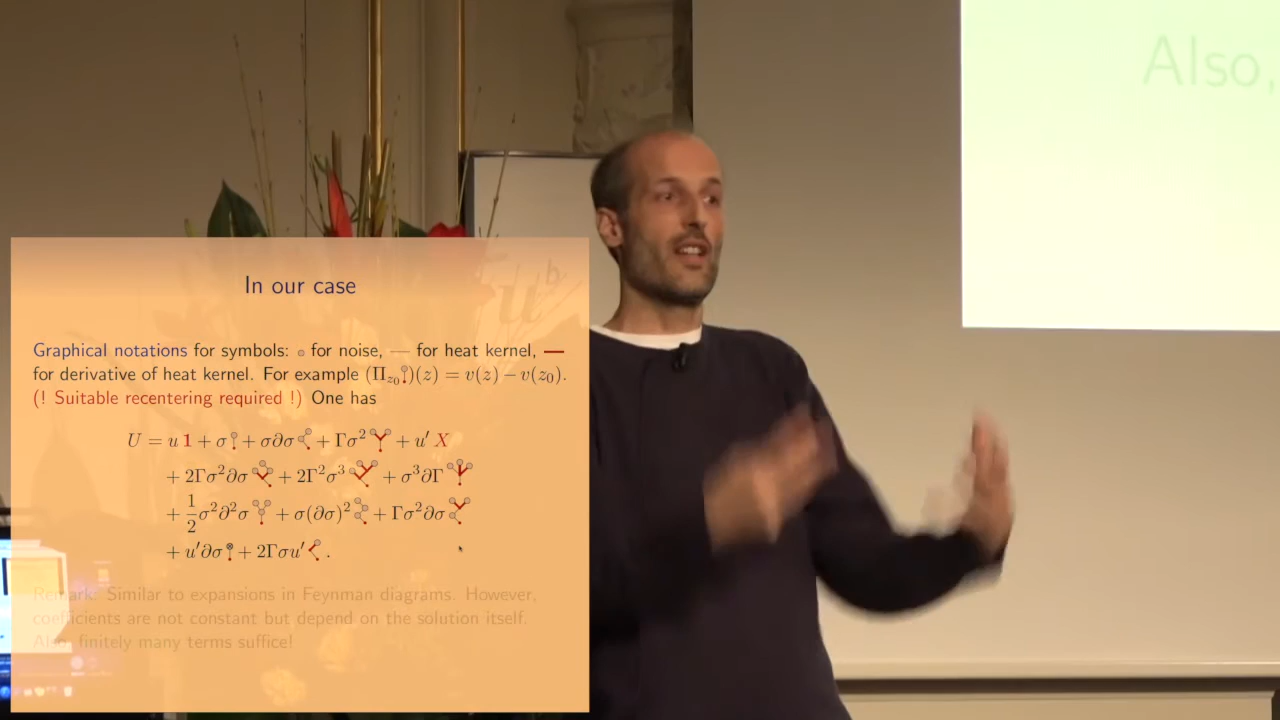 Also,
In our case
Graphical notations for symbols: for noise, — for heat kernel, —
for derivative of heat kernel. For example (Π_{z₀} )(z) = v(z) − v(z₀).
(! Suitable recentering required !) One has
U = u 1 + σ + σ∂σ + Γσ² + u′ X
+ 2Γσ²∂σ + 2Γ²σ³ + σ³∂Γ
+ 1/2 σ²∂²σ + σ(∂σ)² + Γσ²∂σ
+ u′∂σ + 2Γσu′ .
Remark: Similar to expansions in Feynman diagrams. However,
coefficients are not constant but depend on the solution itself.
Also, finitely many terms suffice!